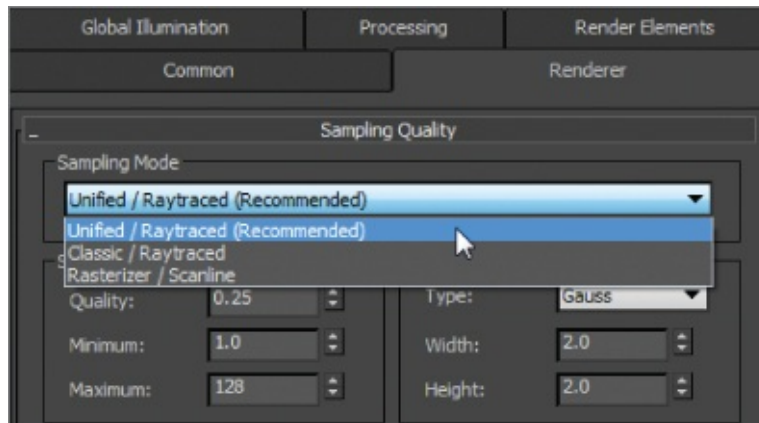 Global Illumination Processing Render Elements
Common Renderer
Sampling Quality
Sampling Mode
Unified / Raytraced (Recommended)
Unified / Raytraced (Recommended)
Classic / Raytraced
Rasterizer / Scanline
Quality: 0.25 Type: Gauss
Minimum: 1.0 Width: 2.0
Maximum: 128 Height: 2.0